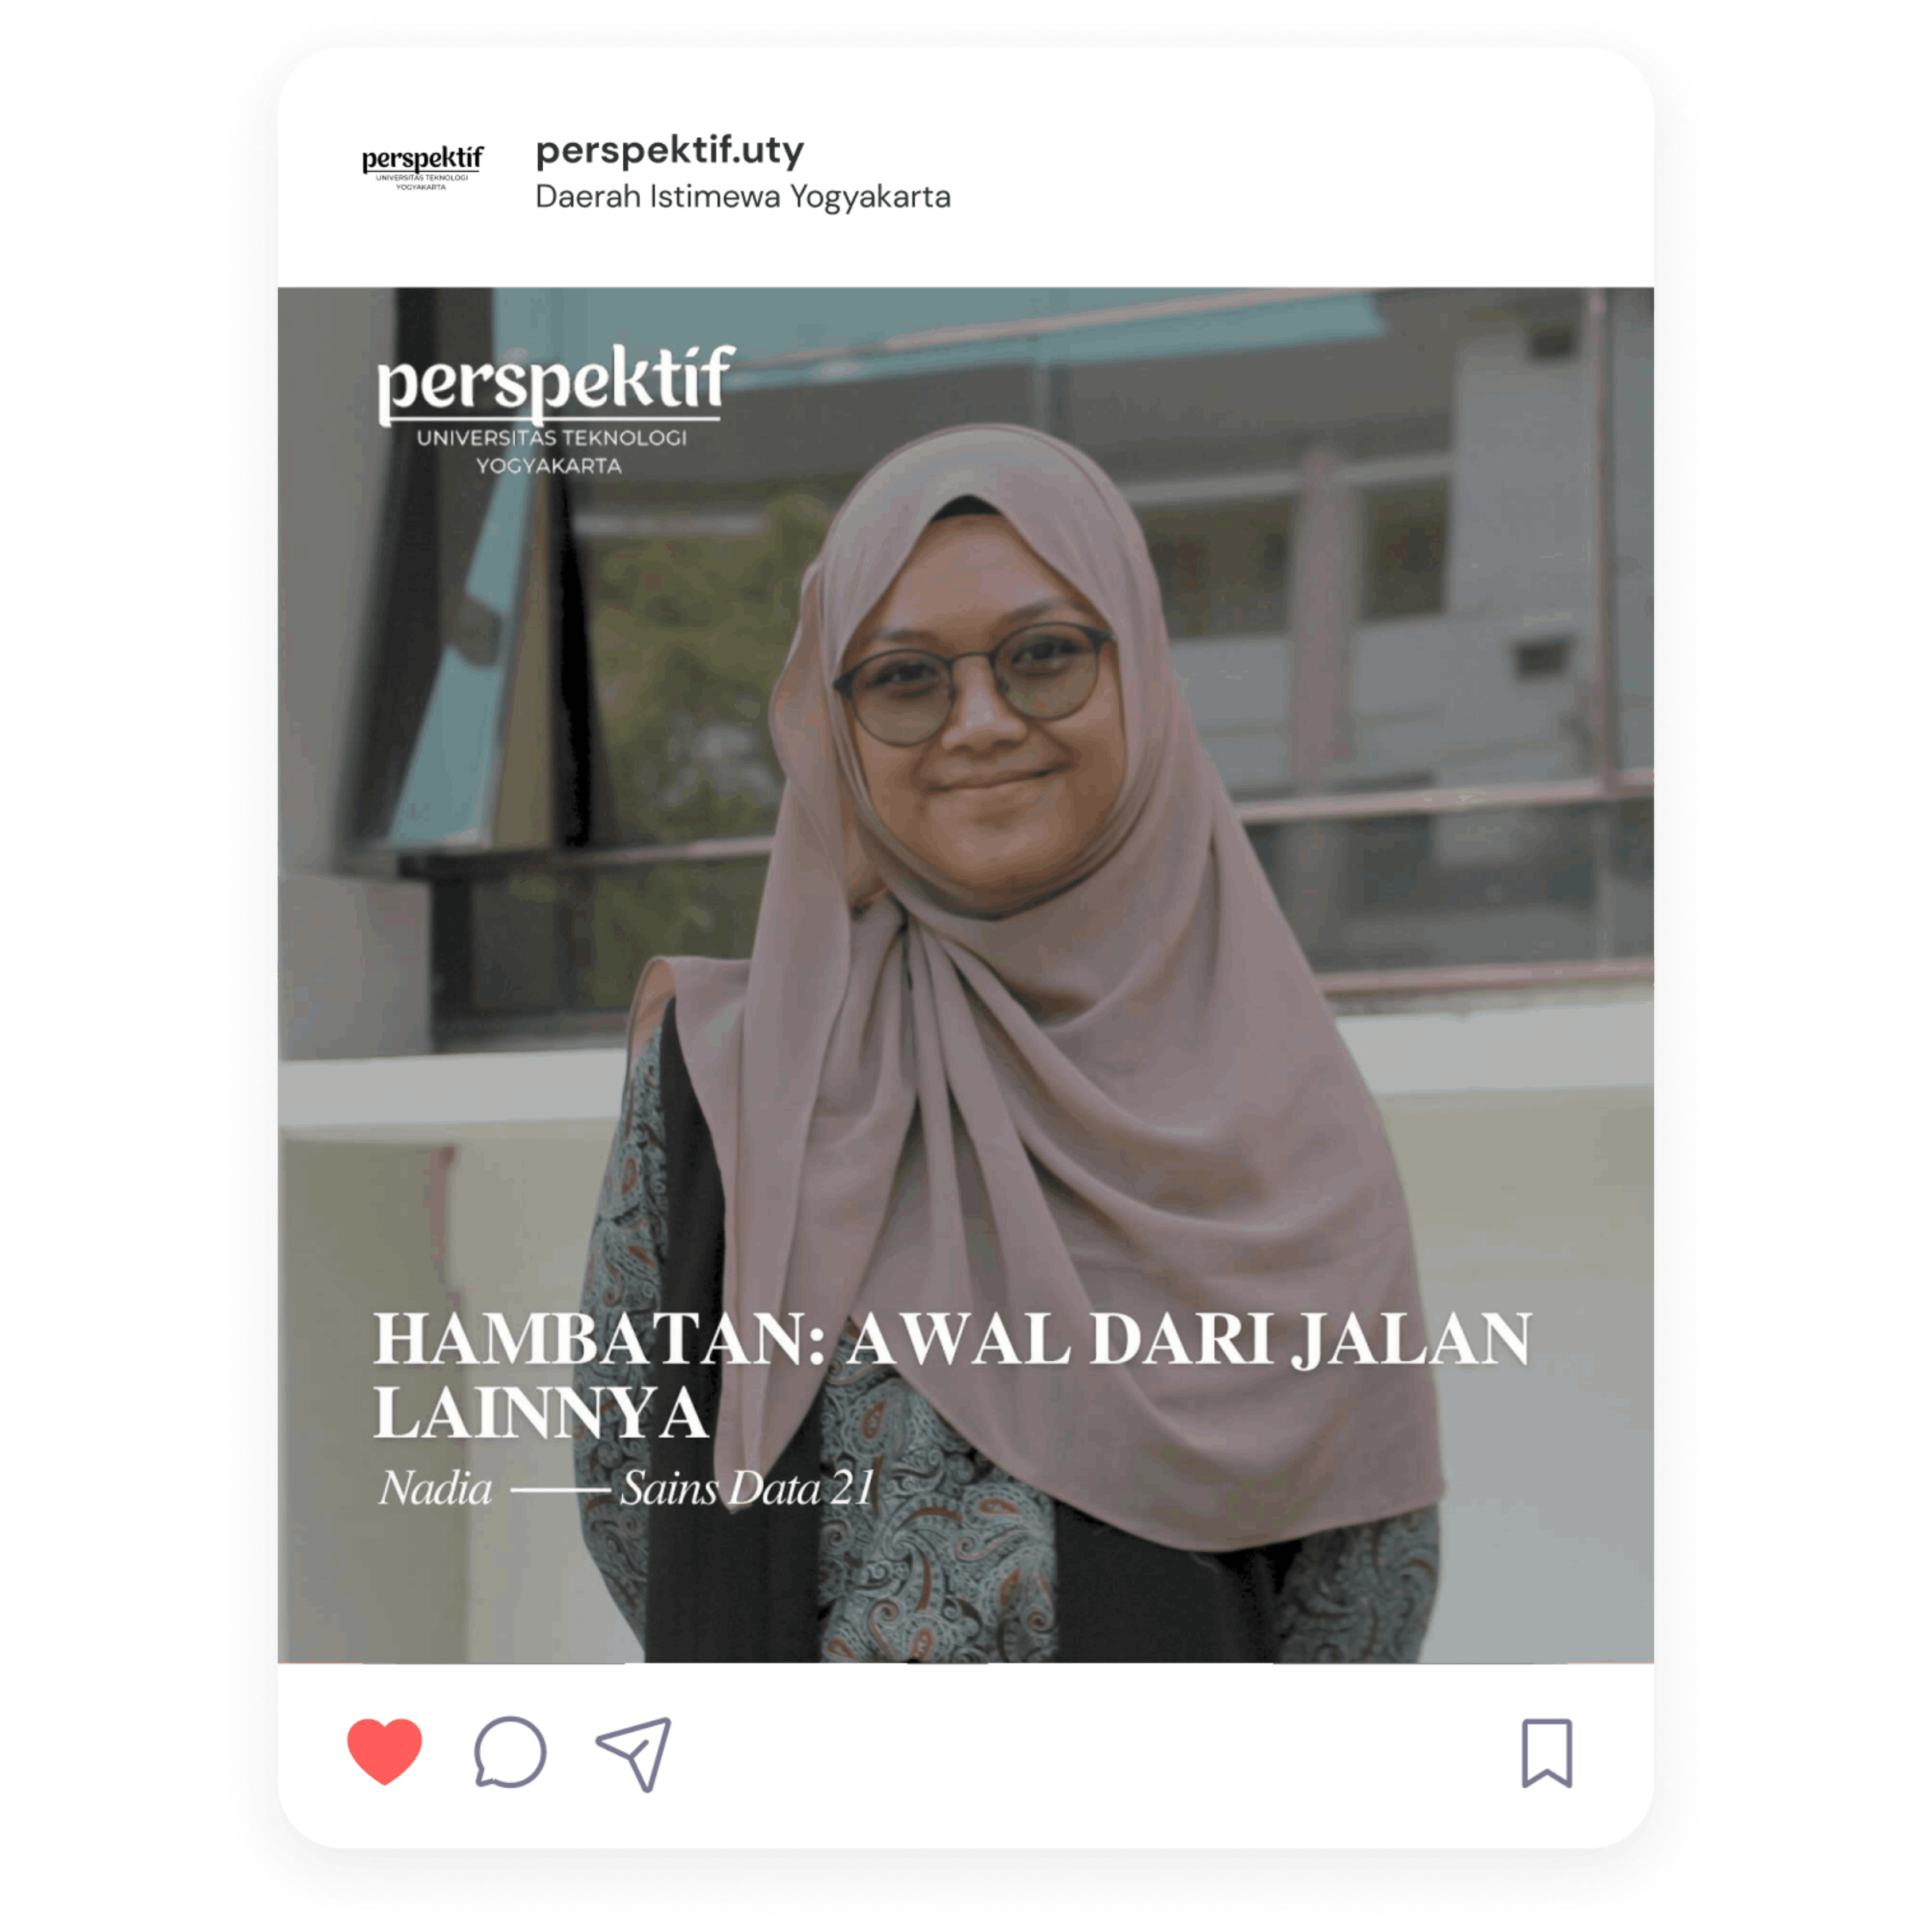 perspektif
UNIVERSITAS TEKNOLOGI
YOGYAKARTA
perspektif.uty
Daerah Istimewa Yogyakarta
perspektif
UNIVERSITAS TEKNOLOGI
YOGYAKARTA
HAMBATAN: AWAL DARI JALAN
LAINNYA
Nadia — Sains Data 21